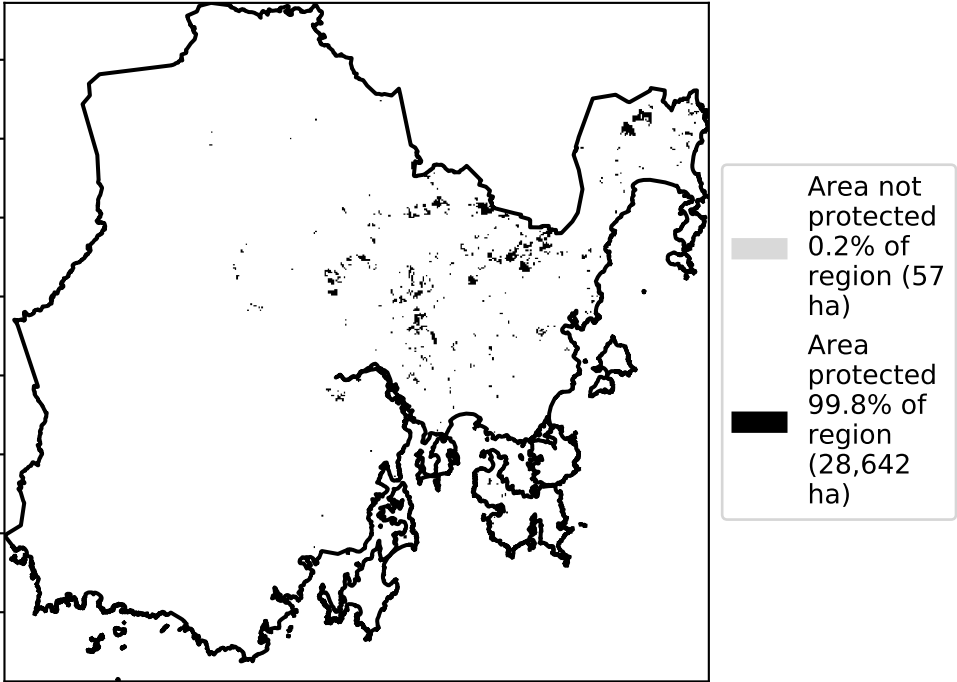 Area not
protected
0.2% of
region (57
ha)
Area
protected
99.8% of
region
(28,642
ha)